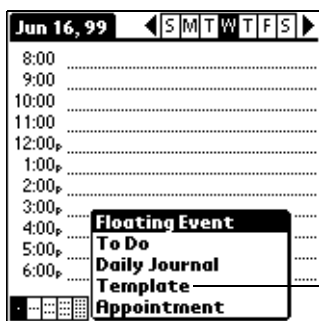 Jun 16, 99 S M T W T F S
8:00
9:00
10:00
11:00
12:00P
1:00P
2:00P
3:00P
4:00P
5:00P
6:00P
Floating Event
To Do
Daily Journal
Template
Appointment